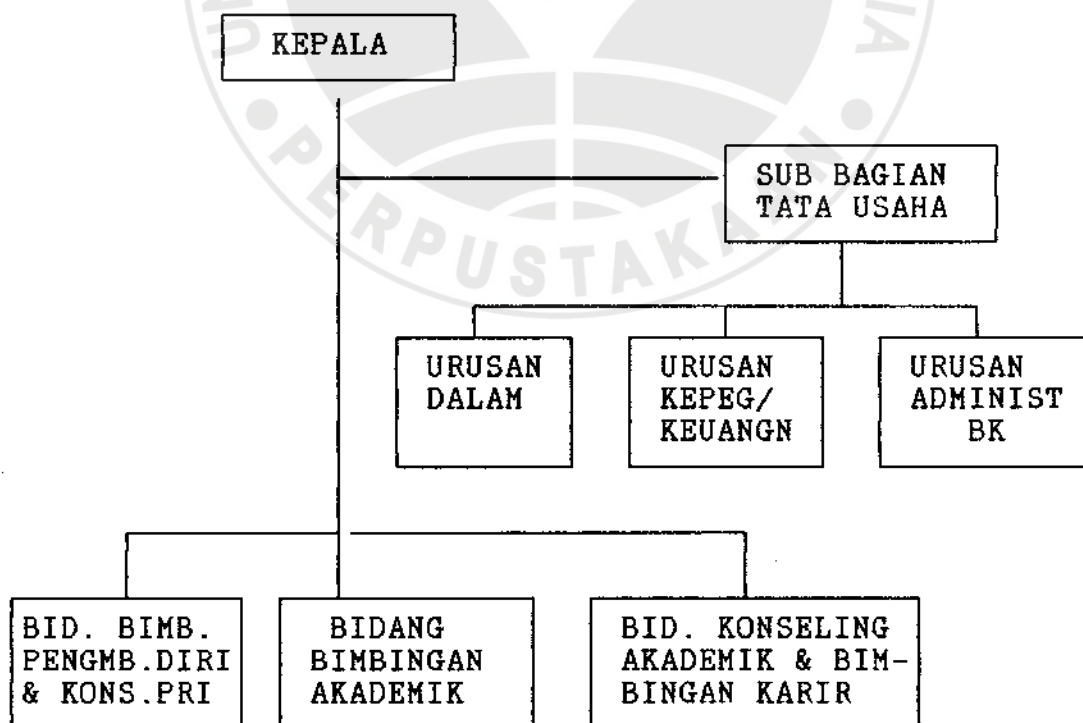 KEPALA
SUB BAGIAN
TATA USAHA
URUSAN
DALAM
URUSAN
KEPEG/
KEUANGN
URUSAN
ADMINIST
BK
BID. BIMB.
PENGMB.DIRI
& KONS.PRI
BIDANG
BIMBINGAN
AKADEMIK
BID. KONSELING
AKADEMIK & BIM-
BINGAN KARIR
PERPUSTAKAAN